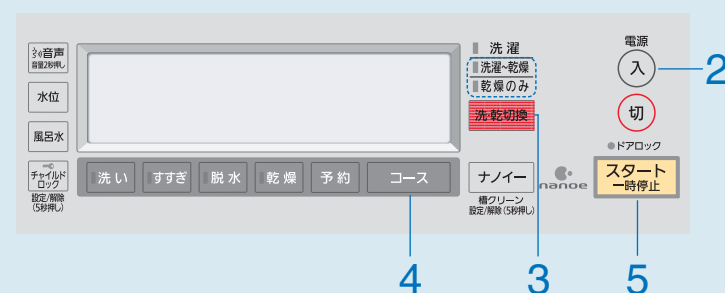 音声
音量2秒押し
水位
風呂水
チャイルド
ロック
設定/解除
(5秒押し)
洗濯
洗濯~乾燥
乾燥のみ
洗・乾切換
洗い
すすぎ
脱水
乾燥
予約
コース
ナノイー
槽クリーン
設定/解除(5秒押し)
nanoe
電源
入
切
ドアロック
スタート
一時停止
2
3
4
5